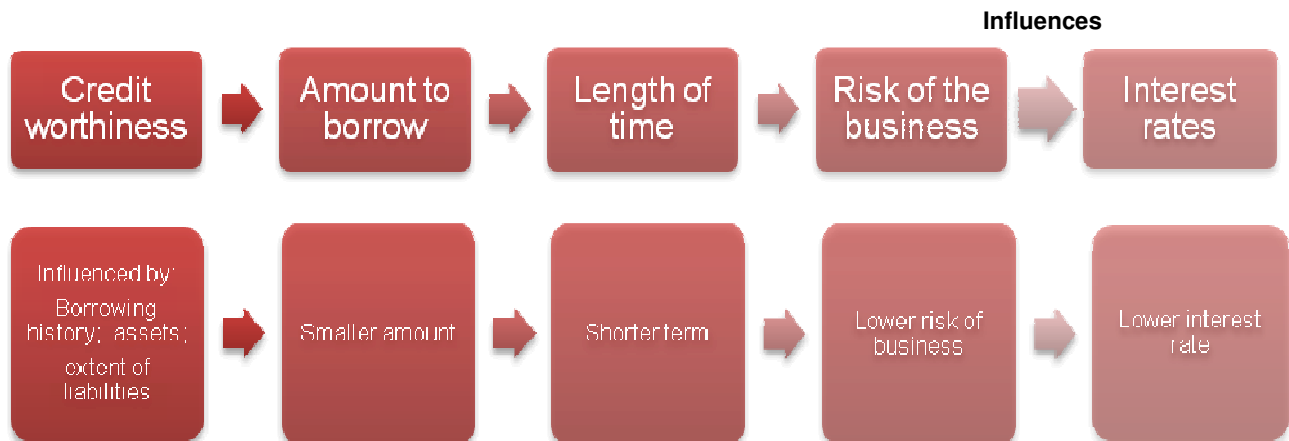 Influences
Credit
worthiness
Amount to
borrow
Length of
time
Risk of the
business
Interest
rates
Influenced by:
Borrowing
history; assets;
extent of
liabilities
Smaller amount
Shorter term
Lower risk of
business
Lower interest
rate